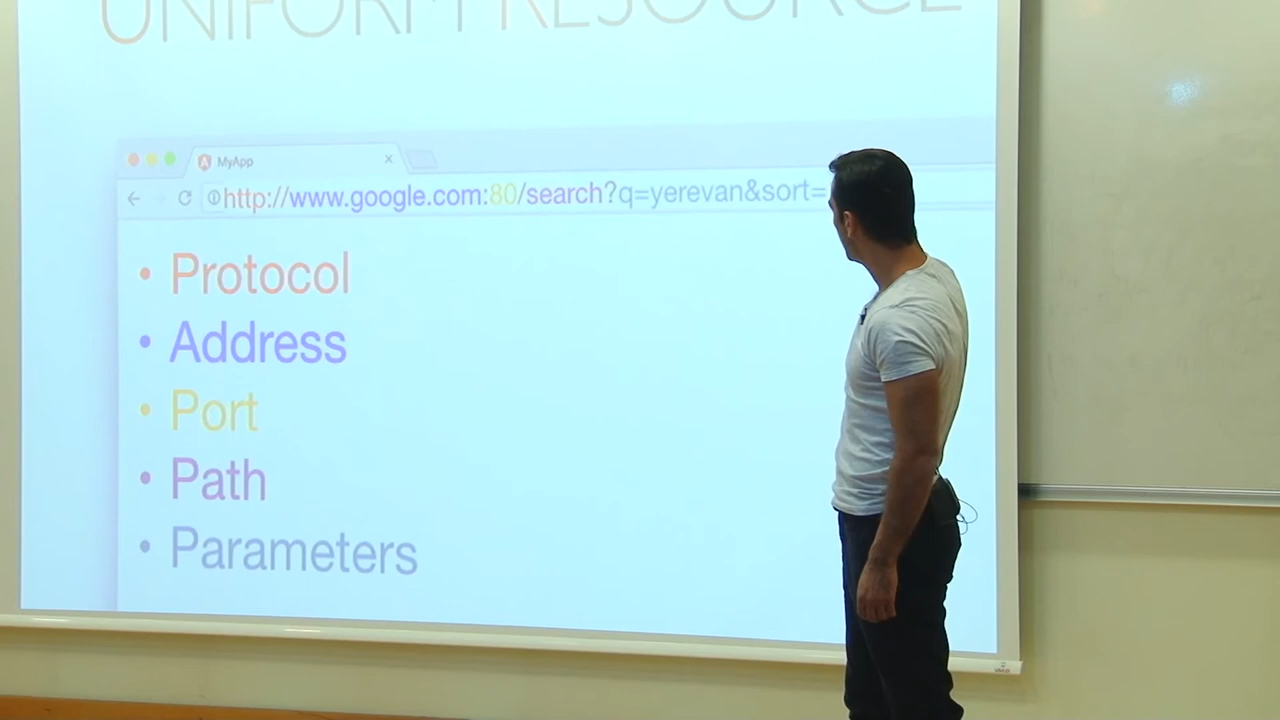 UNIFORM RESOURCE
MyApp
http://www.google.com:80/search?q=yerevan&sort=
• Protocol
• Address
• Port
• Path
• Parameters